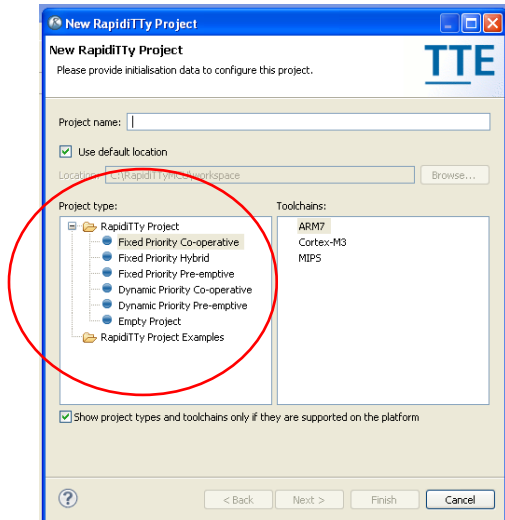 New RapidiTTy Project
New RapidiTTy Project
Please provide initialisation data to configure this project.
TTE
Project name:
Use default location
Location: C:\RapidiTTyMCU\workspace
Browse...
Project type:
Toolchains:
RapidiTTy Project
Fixed Priority Co-operative
Fixed Priority Hybrid
Fixed Priority Pre-emptive
Dynamic Priority Co-operative
Dynamic Priority Pre-emptive
Empty Project
RapidiTTy Project Examples
ARM7
Cortex-M3
MIPS
Show project types and toolchains only if they are supported on the platform
?
< Back
Next >
Finish
Cancel